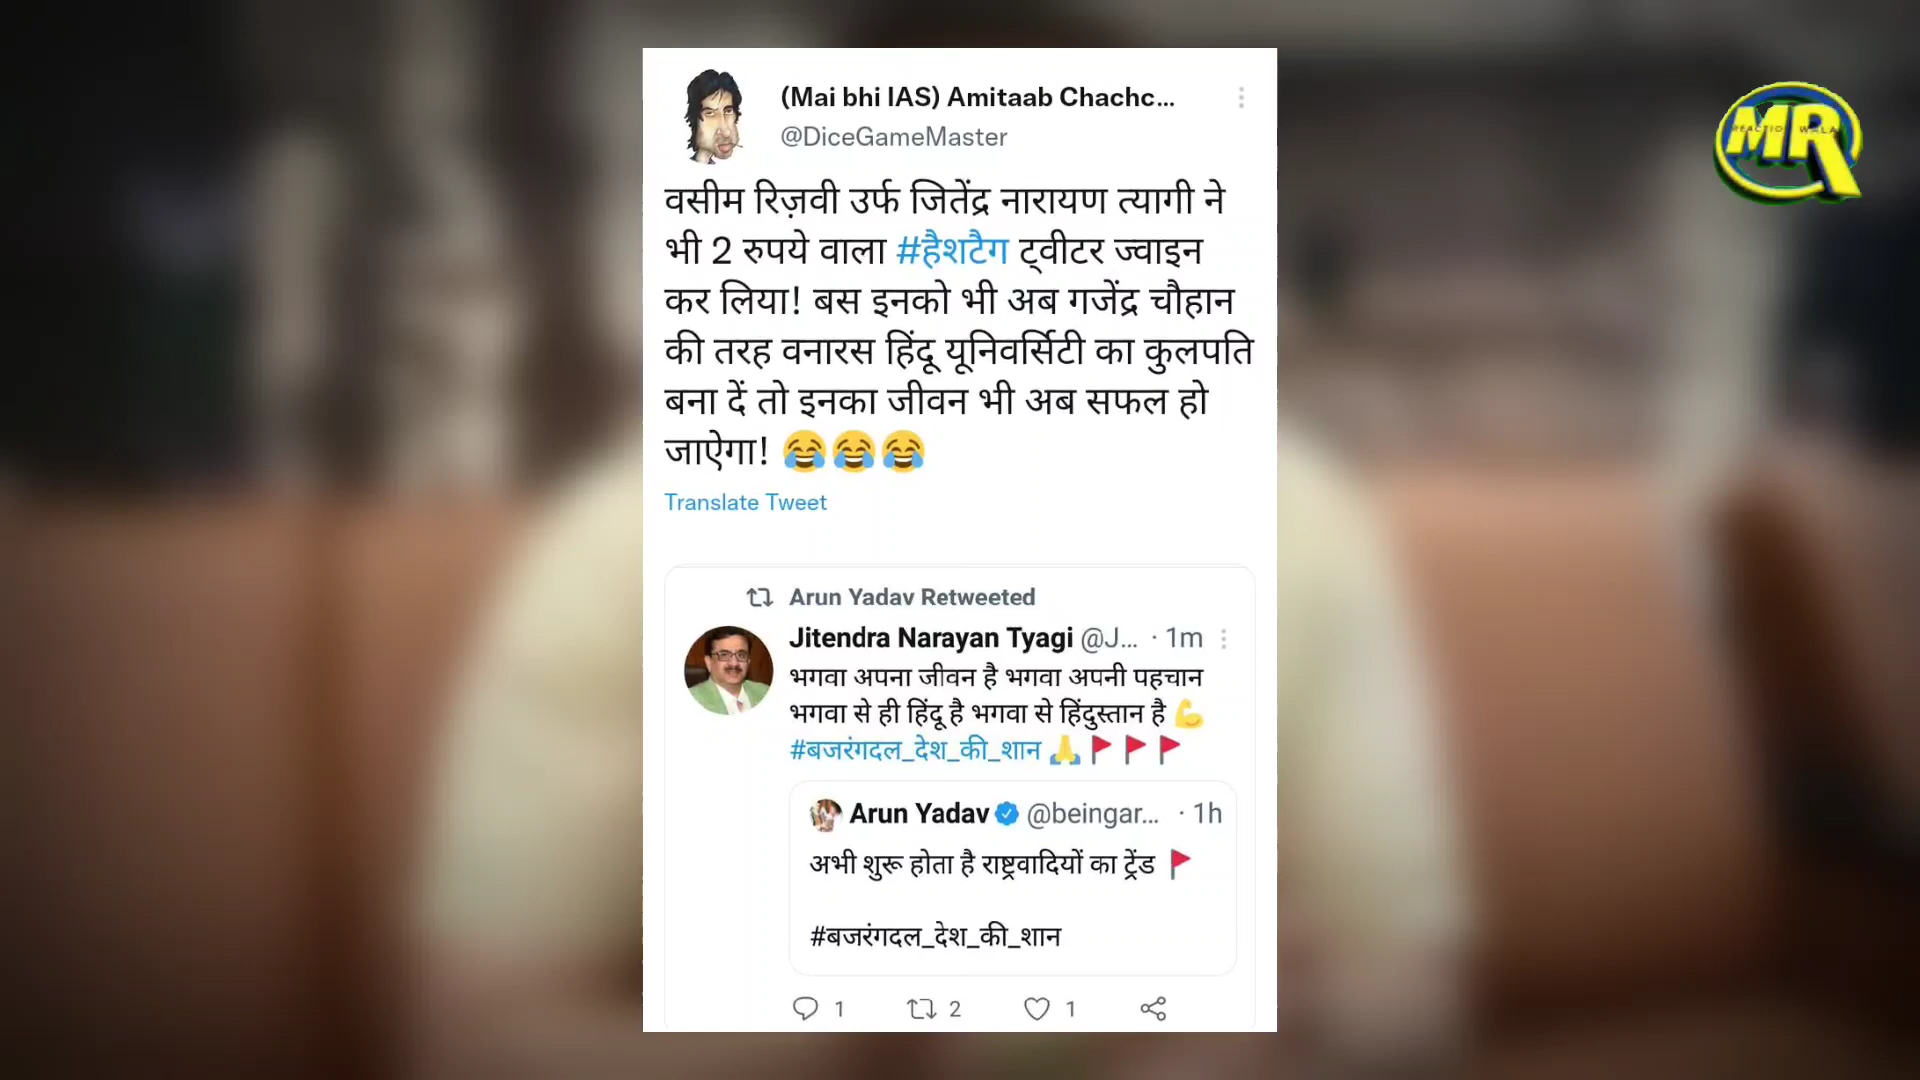 (Mai bhi IAS) Amitaab Chachc...
@DiceGameMaster
वसीम रिज़वी उर्फ जितेंद्र नारायण त्यागी ने
भी 2 रुपये वाला #हैशटैग ट्वीटर ज्वाइन
कर लिया! बस इनको भी अब गजेंद्र चौहान
की तरह वनारस हिंदू यूनिवर्सिटी का कुलपति
बना दें तो इनका जीवन भी अब सफल हो
जाऐगा! 😂😂😂
Translate Tweet
Arun Yadav Retweeted
Jitendra Narayan Tyagi @J... · 1m
भगवा अपना जीवन है भगवा अपनी पहचान
भगवा से ही हिंदू है भगवा से हिंदुस्तान है 💪
#बजरंगदल_देश_की_शान 🙏🚩🚩🚩
Arun Yadav @beingar... · 1h
अभी शुरू होता है राष्ट्रवादियों का ट्रेंड 🚩
#बजरंगदल_देश_की_शान
1 2 1
MR
REACTION WALA